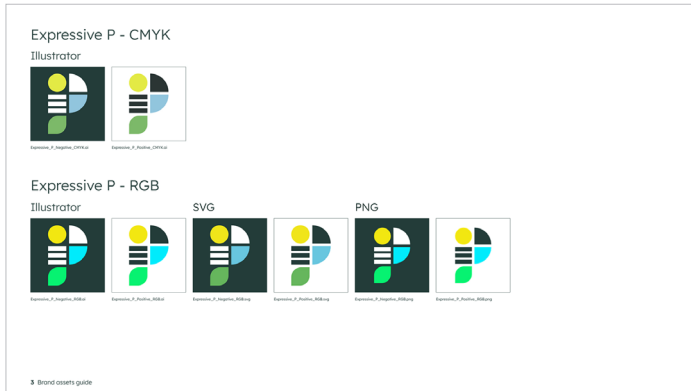 Expressive P - CMYK
Illustrator
Expressive_P_Negative_CMYK.ai
Expressive_P_Positive_CMYK.ai
Expressive P - RGB
Illustrator
SVG
PNG
Expressive_P_Negative_RGB.ai
Expressive_P_Positive_RGB.ai
Expressive_P_Negative_RGB.svg
Expressive_P_Positive_RGB.svg
Expressive_P_Negative_RGB.png
Expressive_P_Positive_RGB.png
3 Brand assets guide